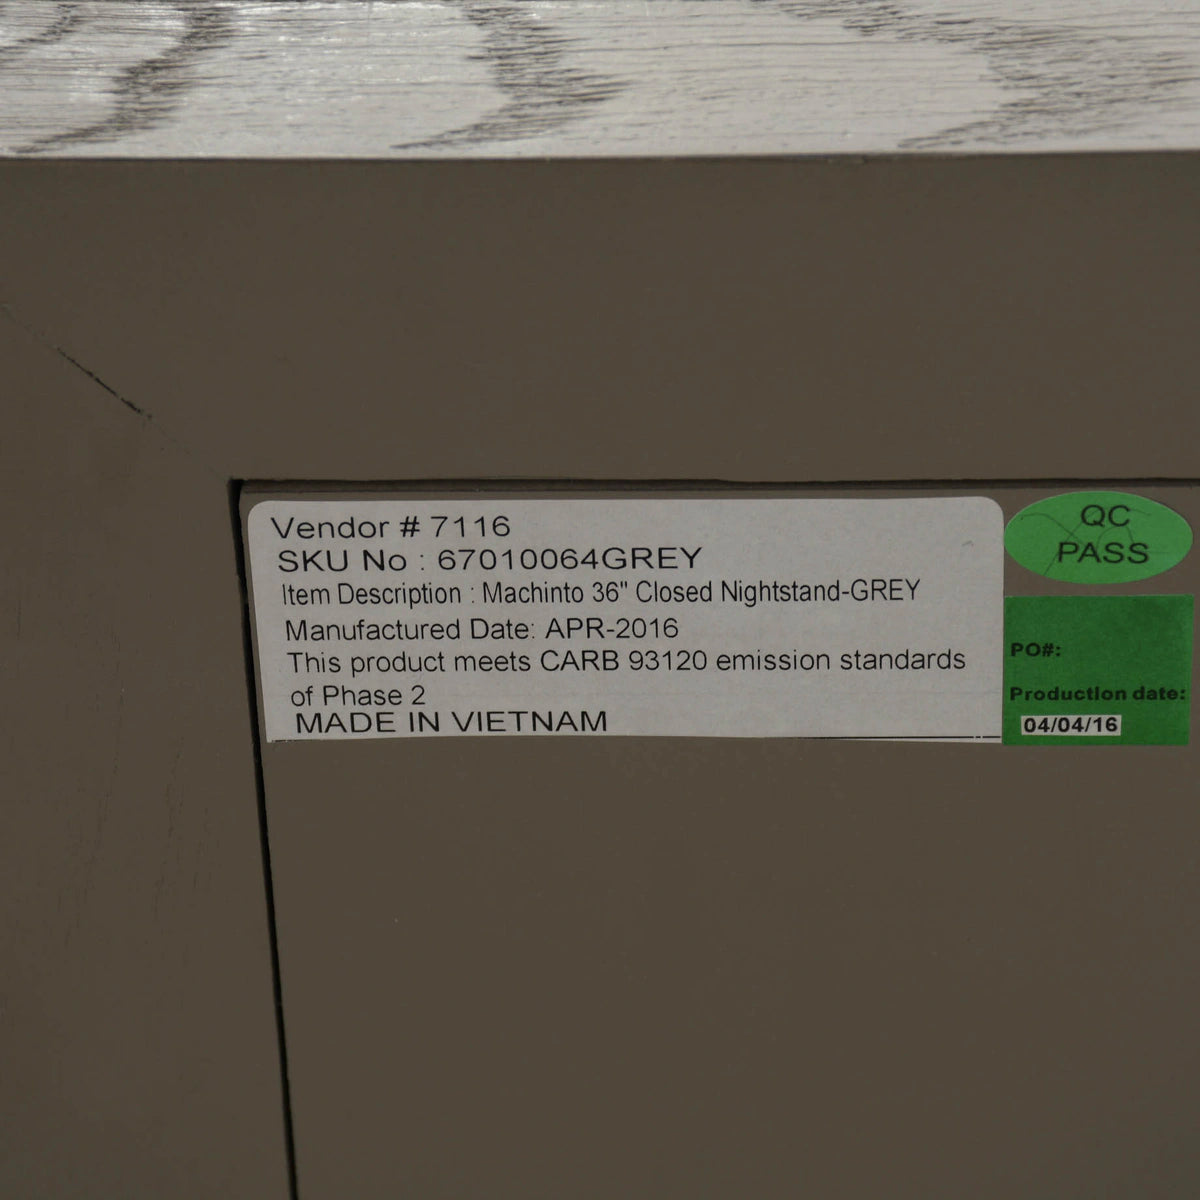 Vendor # 7116
SKU No : 67010064GREY
Item Description : Machinto 36" Closed Nightstand-GREY
Manufactured Date: APR-2016
This product meets CARB 93120 emission standards
of Phase 2
MADE IN VIETNAM
QC
PASS
PO#:
Production date:
04/04/16